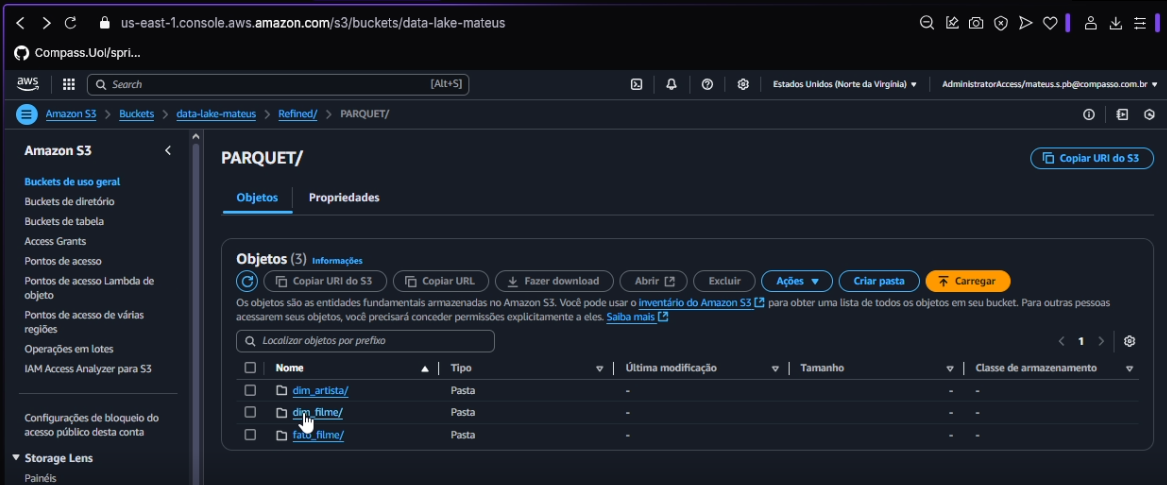 us-east-1.console.aws.amazon.com/s3/buckets/data-lake-mateus
Compass.Uol/spri...
aws
Search [Alt+S]
Estados Unidos (Norte da Virgínia)
AdministratorAccess/mateus.s.pb@compasso.com.br
Amazon S3 > Buckets > data-lake-mateus > Refined/ > PARQUET/
Amazon S3
Buckets de uso geral
Buckets de diretório
Buckets de tabela
Access Grants
Pontos de acesso
Pontos de acesso Lambda de
objeto
Pontos de acesso de várias
regiões
Operações em lotes
IAM Access Analyzer para S3
Configurações de bloqueio do
acesso público desta conta
Storage Lens
Painéis
PARQUET/
Copiar URI do S3
Objetos Propriedades
Objetos (3) Informações
Copiar URI do S3 Copiar URL Fazer download Abrir Excluir Ações Criar pasta Carregar
Os objetos são as entidades fundamentais armazenadas no Amazon S3. Você pode usar o inventário do Amazon S3 para obter uma lista de todos os objetos em seu bucket. Para outras pessoas
acessarem seus objetos, você precisará conceder permissões explicitamente a eles. Saiba mais
Localizar objetos por prefixo
< 1 >
Nome Tipo Última modificação Tamanho Classe de armazenamento
dim_artista/ Pasta - - -
dim_filme/ Pasta - - -
fato_filme/ Pasta - - -